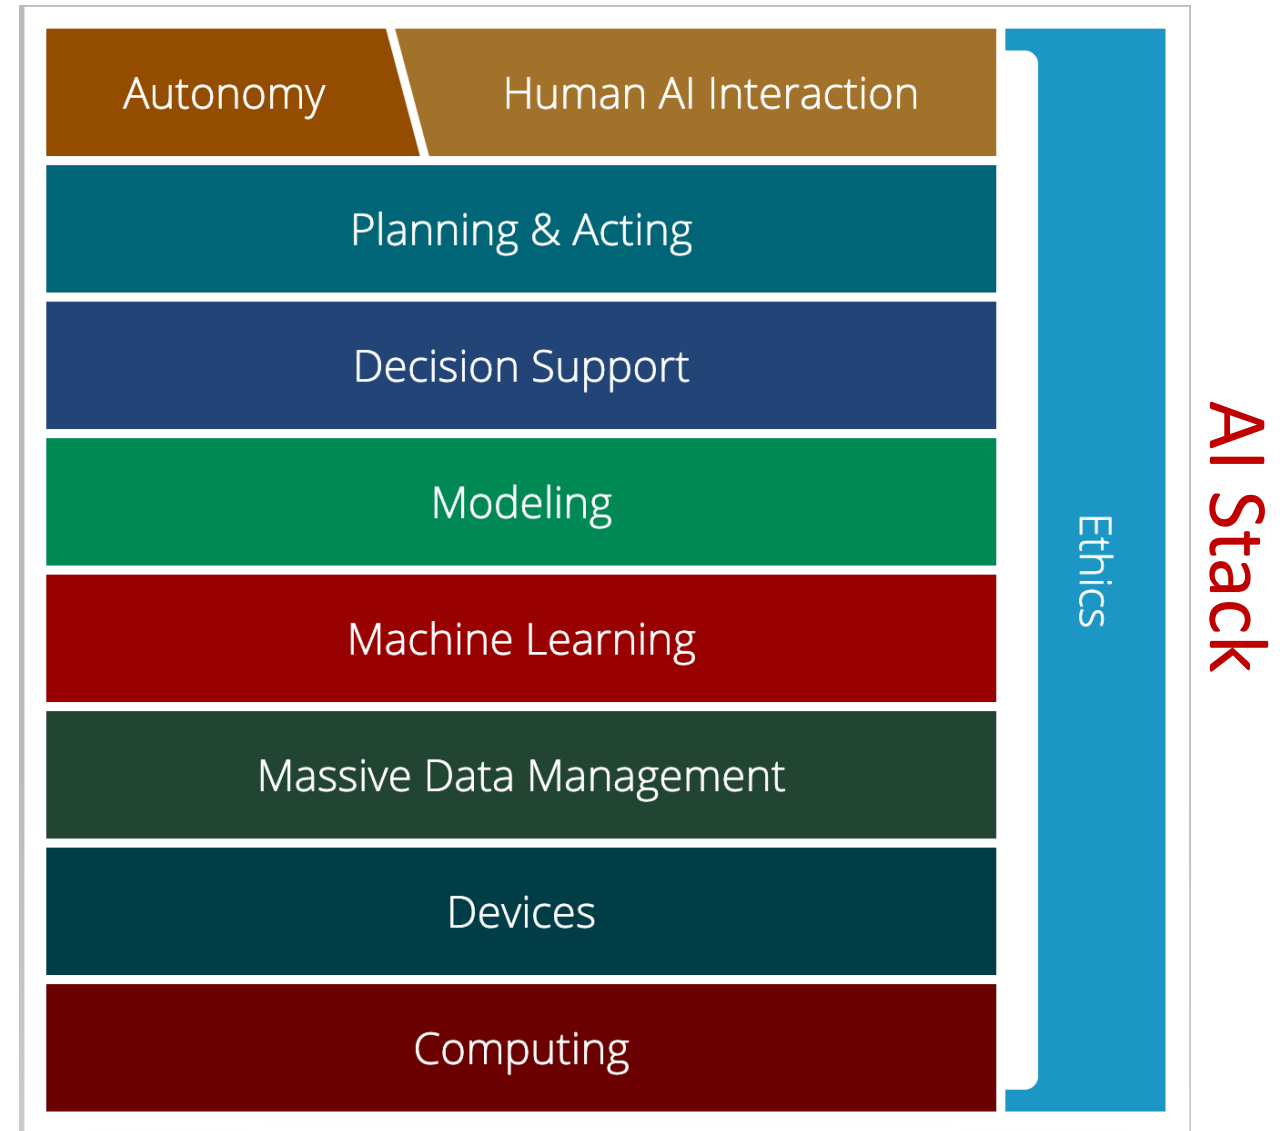 Autonomy
Human AI Interaction
Planning & Acting
Decision Support
Modeling
Machine Learning
Massive Data Management
Devices
Computing
Ethics
AI Stack